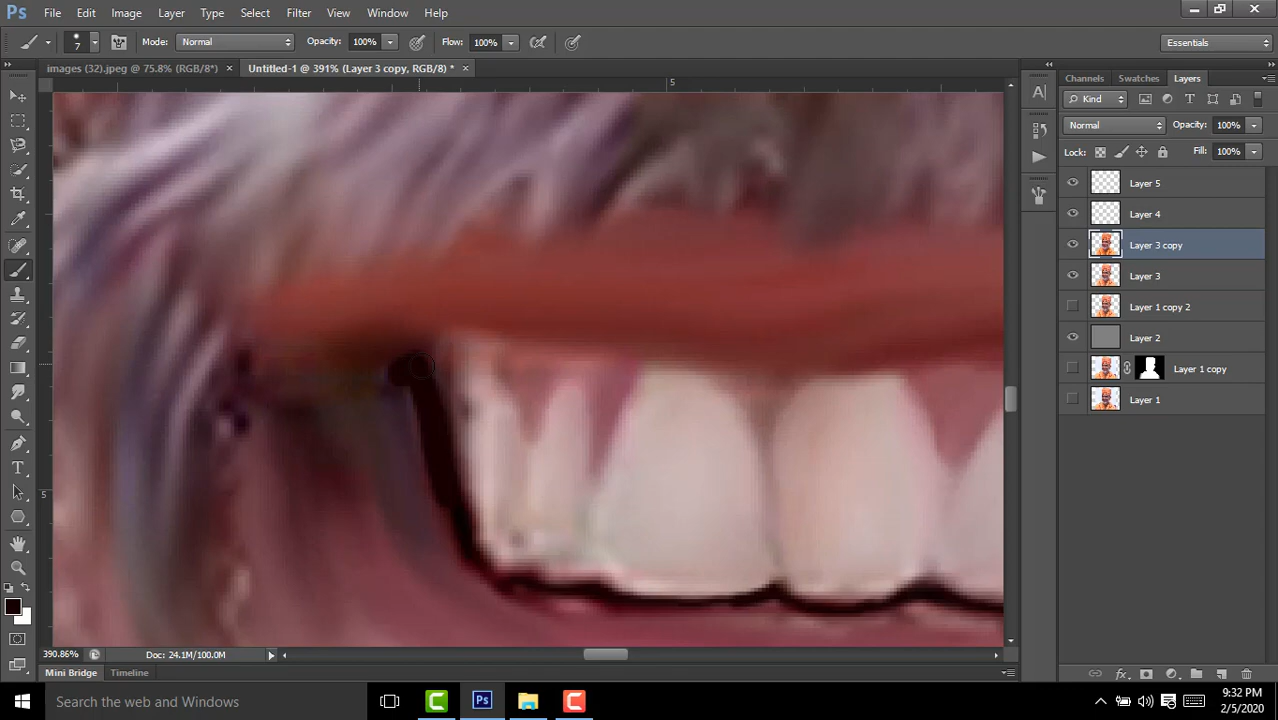 Ps File Edit Image Layer Type Select Filter View Window Help
7 Mode: Normal Opacity: 100% Flow: 100% Essentials
images (32).jpeg @ 75.8% (RGB/8*) × Untitled-1 @ 391% (Layer 3 copy, RGB/8) * ×
Channels Swatches Layers
Kind
Normal Opacity: 100%
Lock: Fill: 100%
Layer 5
Layer 4
Layer 3 copy
Layer 3
Layer 1 copy 2
Layer 2
Layer 1 copy
Layer 1
5
5
390.86% Doc: 24.1M/100.0M
Mini Bridge Timeline
Search the web and Windows
Ps
9:32 PM
2/5/2020